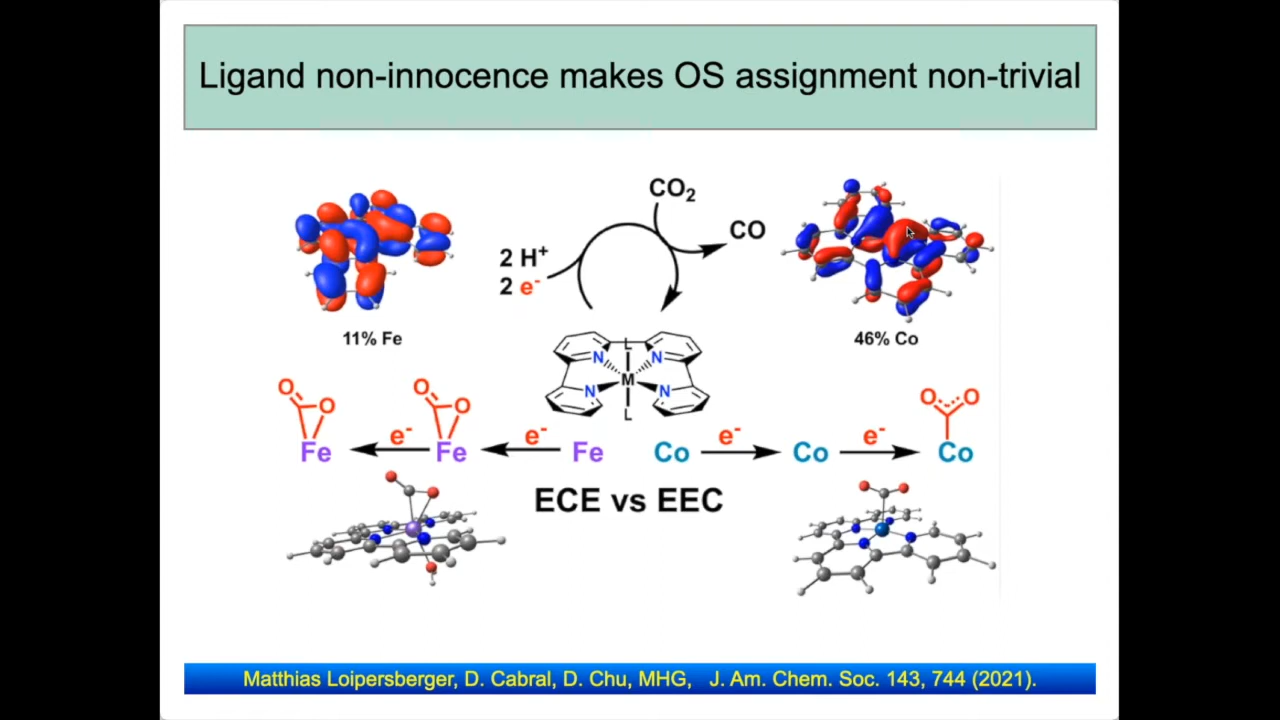 Ligand non-innocence makes OS assignment non-trivial
CO₂
CO
2 H⁺
2 e⁻
11% Fe
46% Co
L
N N
M
N N
L
O O
O O
O O
e⁻ e⁻ e⁻ e⁻
Fe Fe Fe Co Co Co
ECE vs EEC
Matthias Loipersberger, D. Cabral, D. Chu, MHG, J. Am. Chem. Soc. 143, 744 (2021).